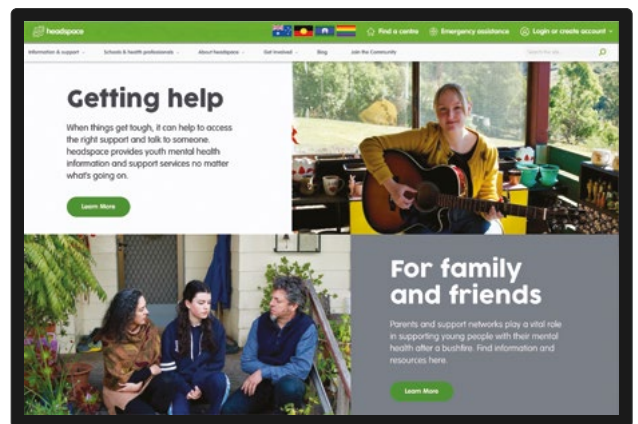 headspace
Find a centre
Emergency assistance
Login or create account
Information & support
Schools & health professionals
About headspace
Get Involved
Blog
Join the Community
Getting help
When things get tough, it can help to access
the right support and talk to someone.
headspace provides youth mental health
information and support services no matter
what's going on.
Learn More
For family
and friends
Parents and support networks play a vital role
in supporting young people with their mental
health after a bushfire. Find information and
resources here.
Learn More